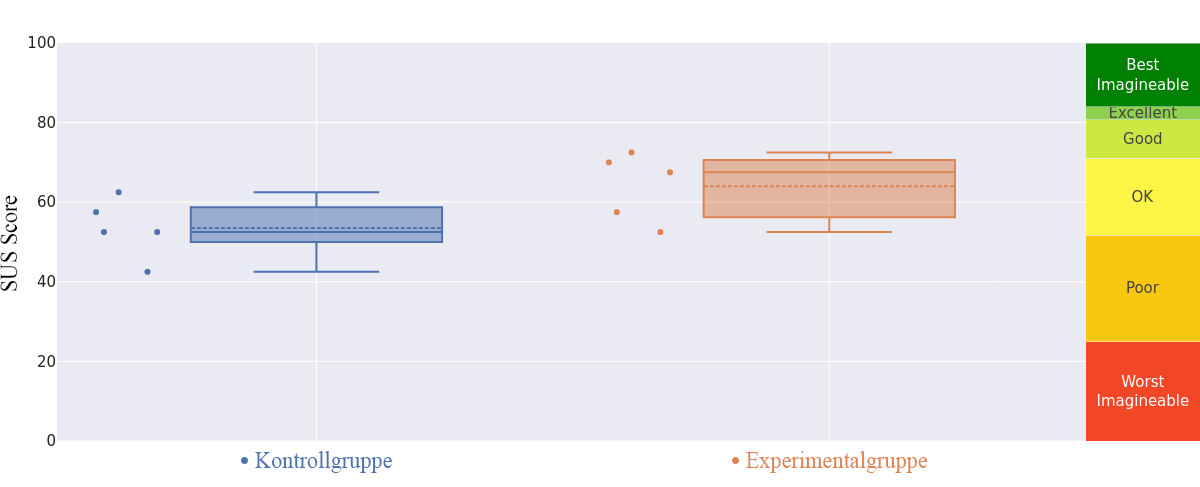 SUS Score
100
80
60
40
20
0
Best
Imagineable
Excellent
Good
OK
Poor
Worst
Imagineable
Kontrollgruppe
Experimentalgruppe